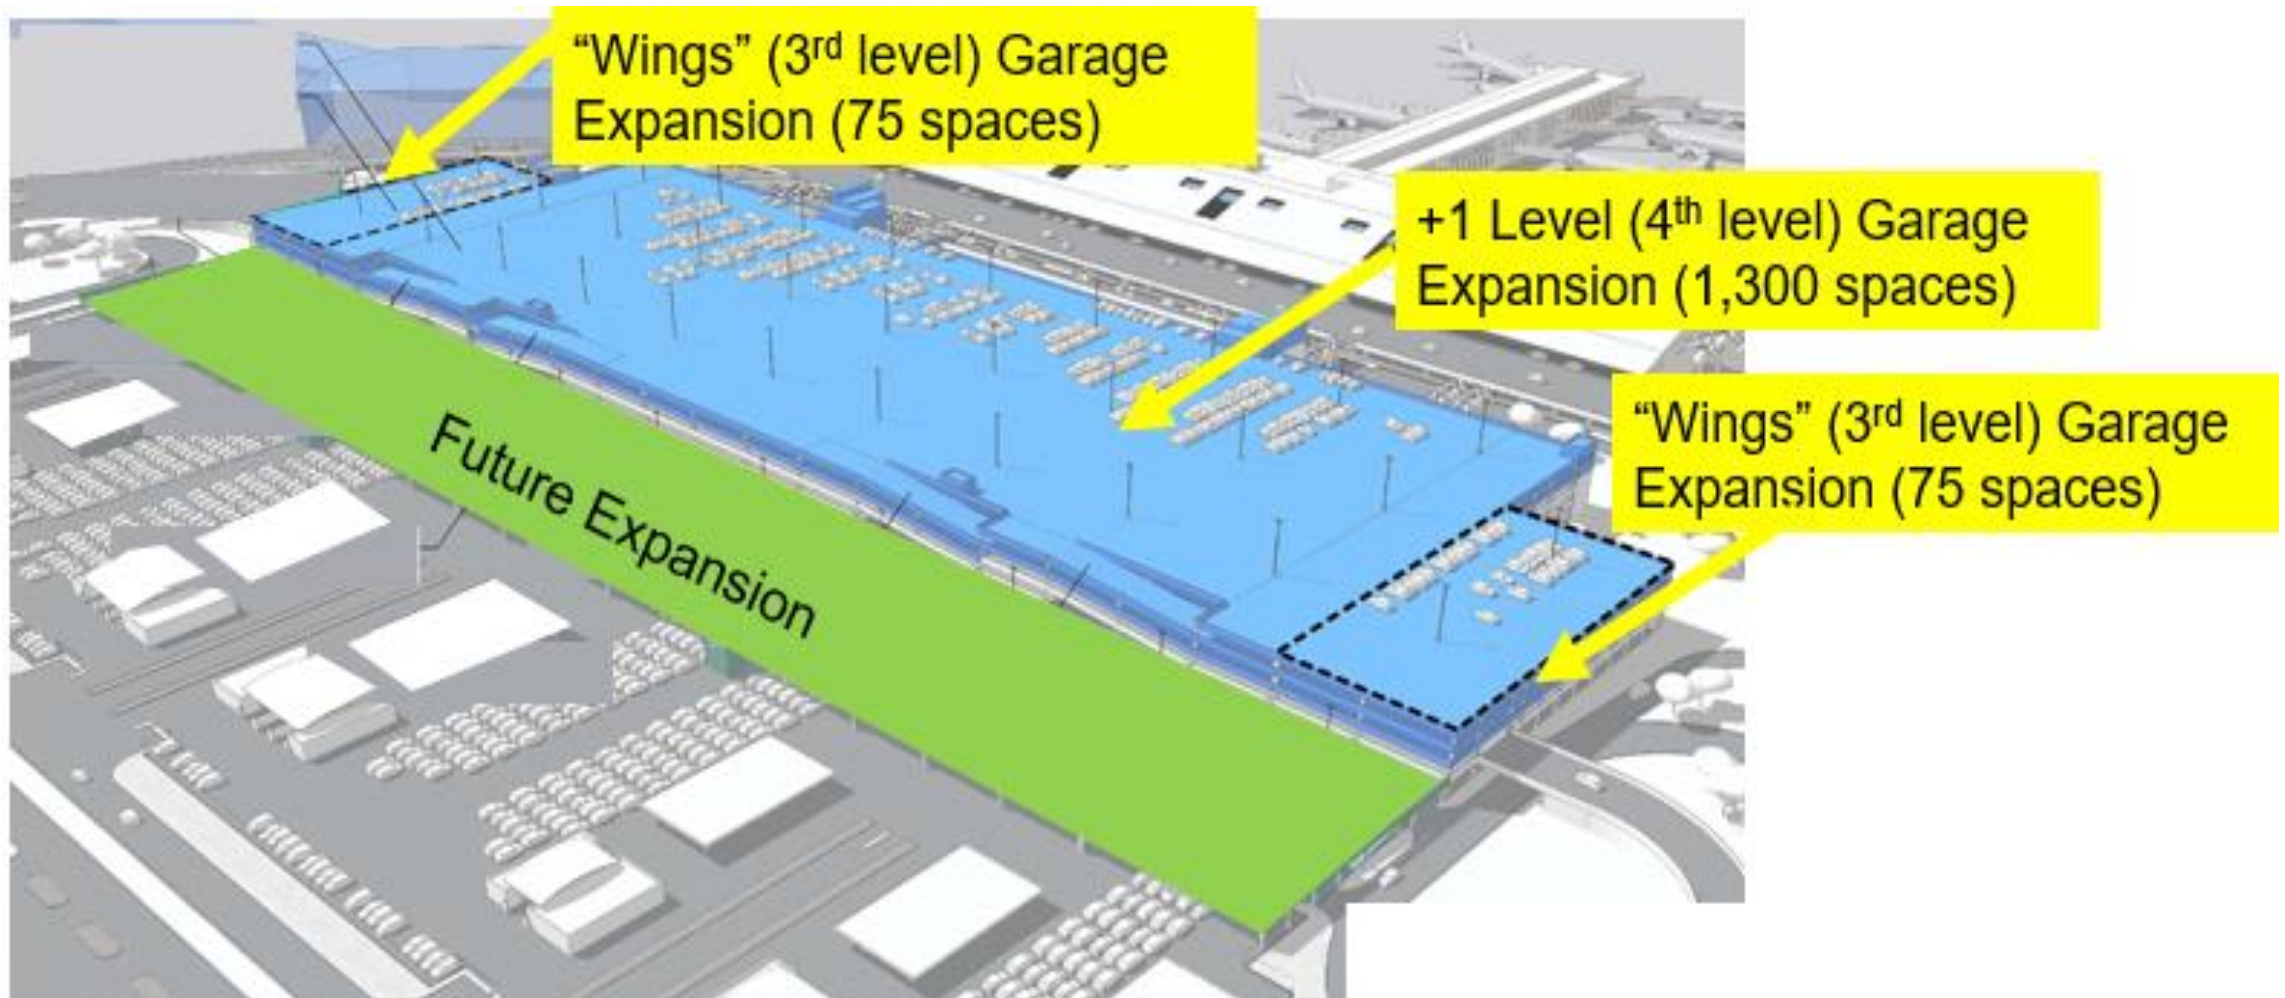 “Wings” (3rd level) Garage
Expansion (75 spaces)
+1 Level (4th level) Garage
Expansion (1,300 spaces)
“Wings” (3rd level) Garage
Expansion (75 spaces)
Future Expansion